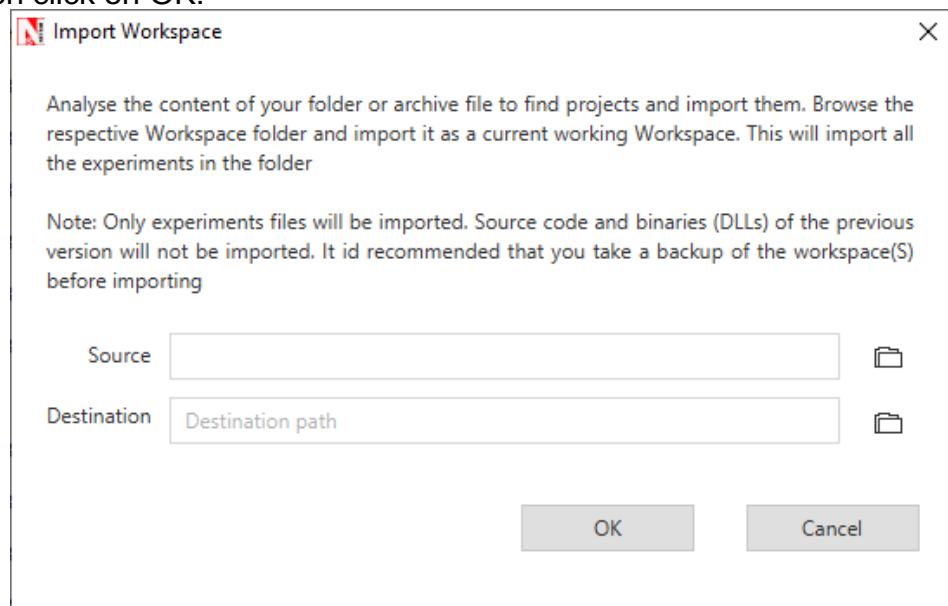 click on OK.
Import Workspace
Analyse the content of your folder or archive file to find projects and import them. Browse the
respective Workspace folder and import it as a current working Workspace. This will import all
the experiments in the folder
Note: Only experiments files will be imported. Source code and binaries (DLLs) of the previous
version will not be imported. It id recommended that you take a backup of the workspace(S)
before importing
Source
Destination Destination path
OK Cancel